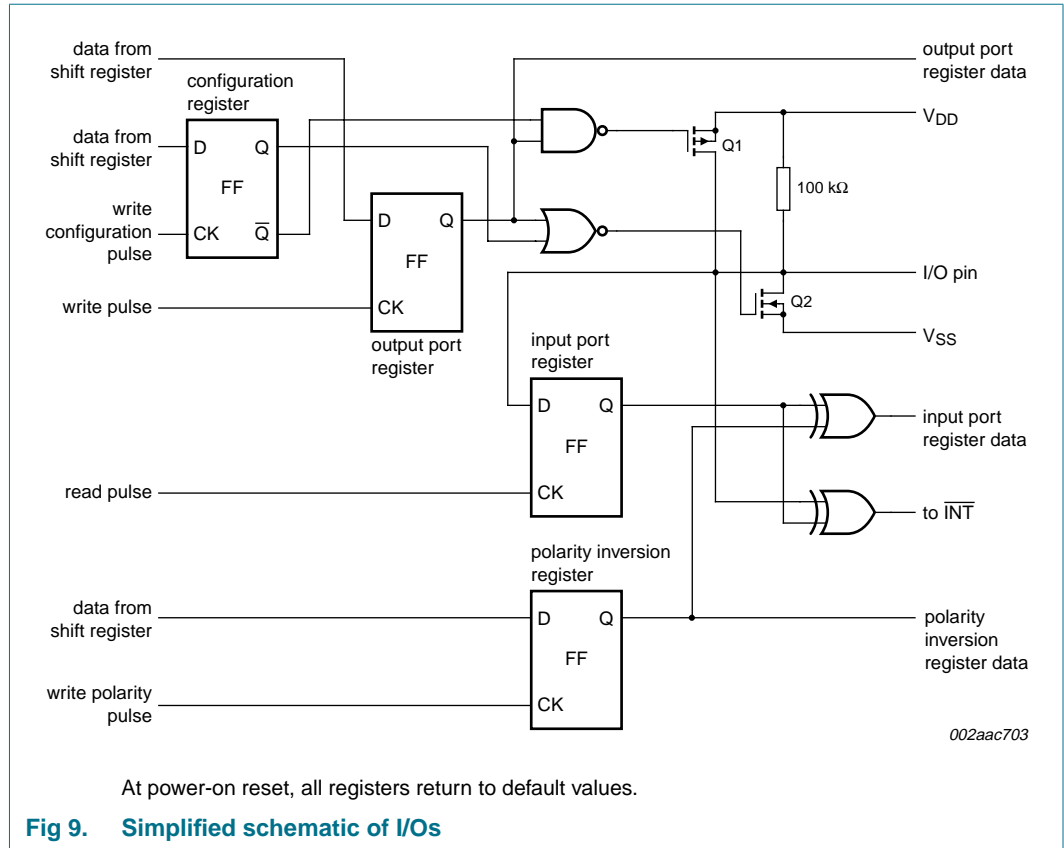 data from
shift register
output port
register data
configuration
register
VDD
data from
shift register
D
Q
Q1
FF
100 kΩ
write
configuration
pulse
CK
Q̅
D
Q
FF
I/O pin
Q2
write pulse
CK
VSS
output port
register
input port
register
D
Q
input port
register data
FF
read pulse
CK
to I̅N̅T̅
polarity inversion
register
data from
shift register
D
Q
polarity
inversion
register data
FF
write polarity
pulse
CK
002aac703
At power-on reset, all registers return to default values.
Fig 9. Simplified schematic of I/Os